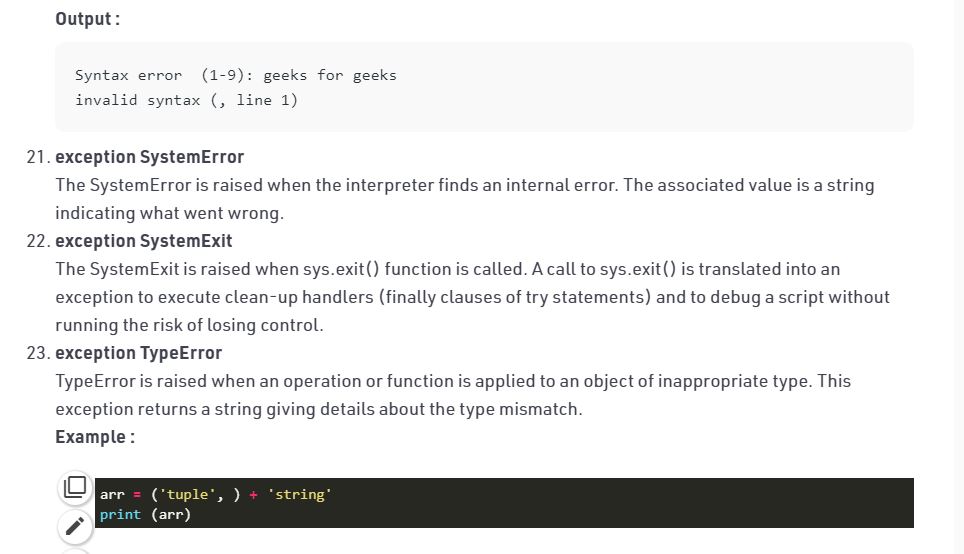 Output :
Syntax error  (1-9): geeks for geeks
invalid syntax (, line 1)
21. exception SystemError
The SystemError is raised when the interpreter finds an internal error. The associated value is a string
indicating what went wrong.
22. exception SystemExit
The SystemExit is raised when sys.exit() function is called. A call to sys.exit() is translated into an
exception to execute clean-up handlers (finally clauses of try statements) and to debug a script without
running the risk of losing control.
23. exception TypeError
TypeError is raised when an operation or function is applied to an object of inappropriate type. This
exception returns a string giving details about the type mismatch.
Example :
arr = ('tuple', ) + 'string'
print (arr)